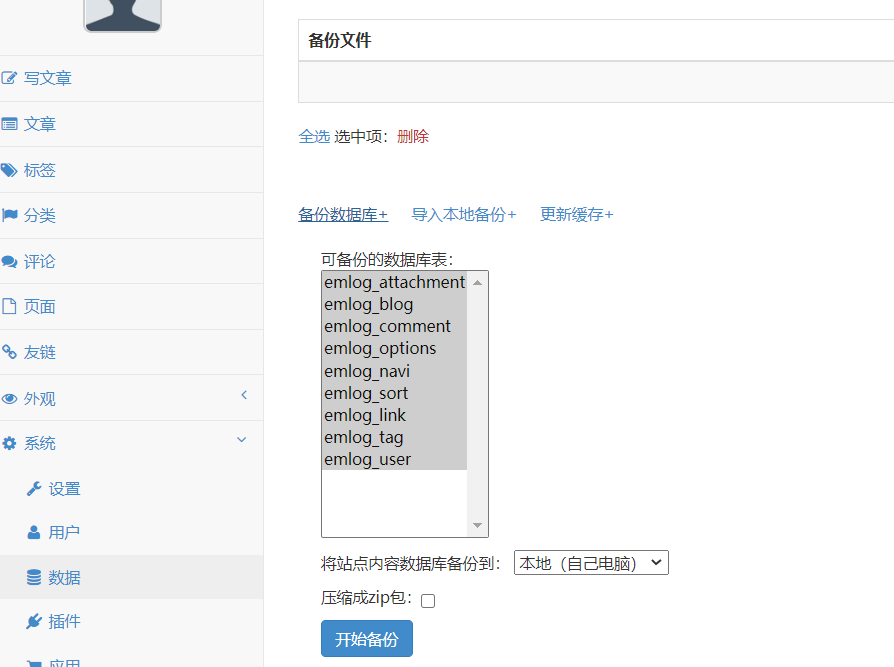 写文章
文章
标签
分类
评论
页面
友链
外观
系统
设置
用户
数据
插件
应用
备份文件
全选 选中项：删除
备份数据库+ 导入本地备份+ 更新缓存+
可备份的数据库表：
emlog_attachment
emlog_blog
emlog_comment
emlog_options
emlog_navi
emlog_sort
emlog_link
emlog_tag
emlog_user
将站点内容数据库备份到： 本地（自己电脑）
压缩成zip包：
开始备份